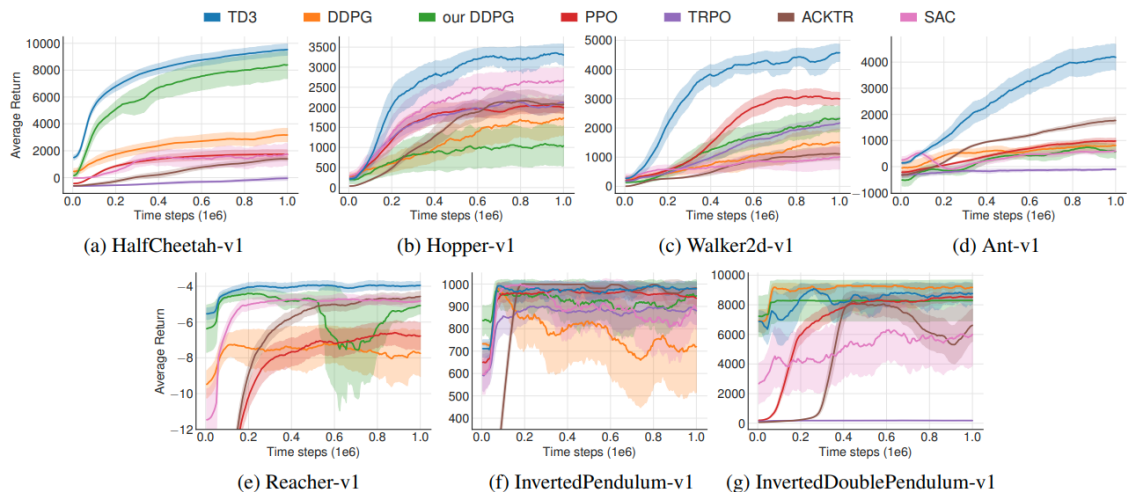 TD3 DDPG our DDPG PPO TRPO ACKTR SAC
Average Return
10000
8000
6000
4000
2000
0
0.0 0.2 0.4 0.6 0.8 1.0
Time steps (1e6)
(a) HalfCheetah-v1
3500
3000
2500
2000
1500
1000
500
0
0.0 0.2 0.4 0.6 0.8 1.0
Time steps (1e6)
(b) Hopper-v1
5000
4000
3000
2000
1000
0
0.0 0.2 0.4 0.6 0.8 1.0
Time steps (1e6)
(c) Walker2d-v1
4000
3000
2000
1000
0
−1000
0.0 0.2 0.4 0.6 0.8 1.0
Time steps (1e6)
(d) Ant-v1
Average Return
−4
−6
−8
−10
−12
0.0 0.2 0.4 0.6 0.8 1.0
Time steps (1e6)
(e) Reacher-v1
1000
900
800
700
600
500
400
0.0 0.2 0.4 0.6 0.8 1.0
Time steps (1e6)
(f) InvertedPendulum-v1
10000
8000
6000
4000
2000
0
0.0 0.2 0.4 0.6 0.8 1.0
Time steps (1e6)
(g) InvertedDoublePendulum-v1